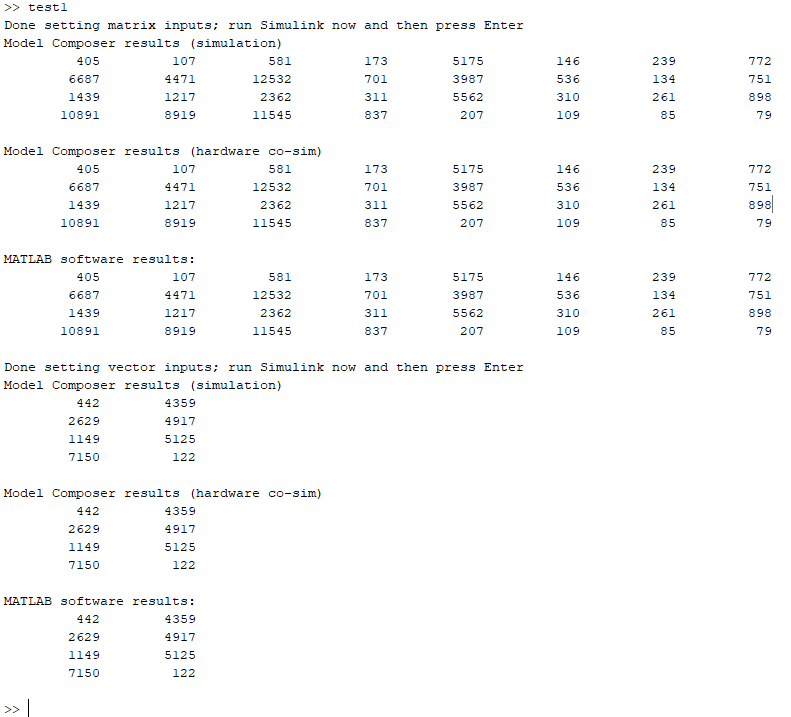 >> test1
Done setting matrix inputs; run Simulink now and then press Enter
Model Composer results (simulation)
405 107 581 173 5175 146 239 772
6687 4471 12532 701 3987 536 134 751
1439 1217 2362 311 5562 310 261 898
10891 8919 11545 837 207 109 85 79
Model Composer results (hardware co-sim)
405 107 581 173 5175 146 239 772
6687 4471 12532 701 3987 536 134 751
1439 1217 2362 311 5562 310 261 898
10891 8919 11545 837 207 109 85 79
MATLAB software results:
405 107 581 173 5175 146 239 772
6687 4471 12532 701 3987 536 134 751
1439 1217 2362 311 5562 310 261 898
10891 8919 11545 837 207 109 85 79
Done setting vector inputs; run Simulink now and then press Enter
Model Composer results (simulation)
442 4359
2629 4917
1149 5125
7150 122
Model Composer results (hardware co-sim)
442 4359
2629 4917
1149 5125
7150 122
MATLAB software results:
442 4359
2629 4917
1149 5125
7150 122
>>